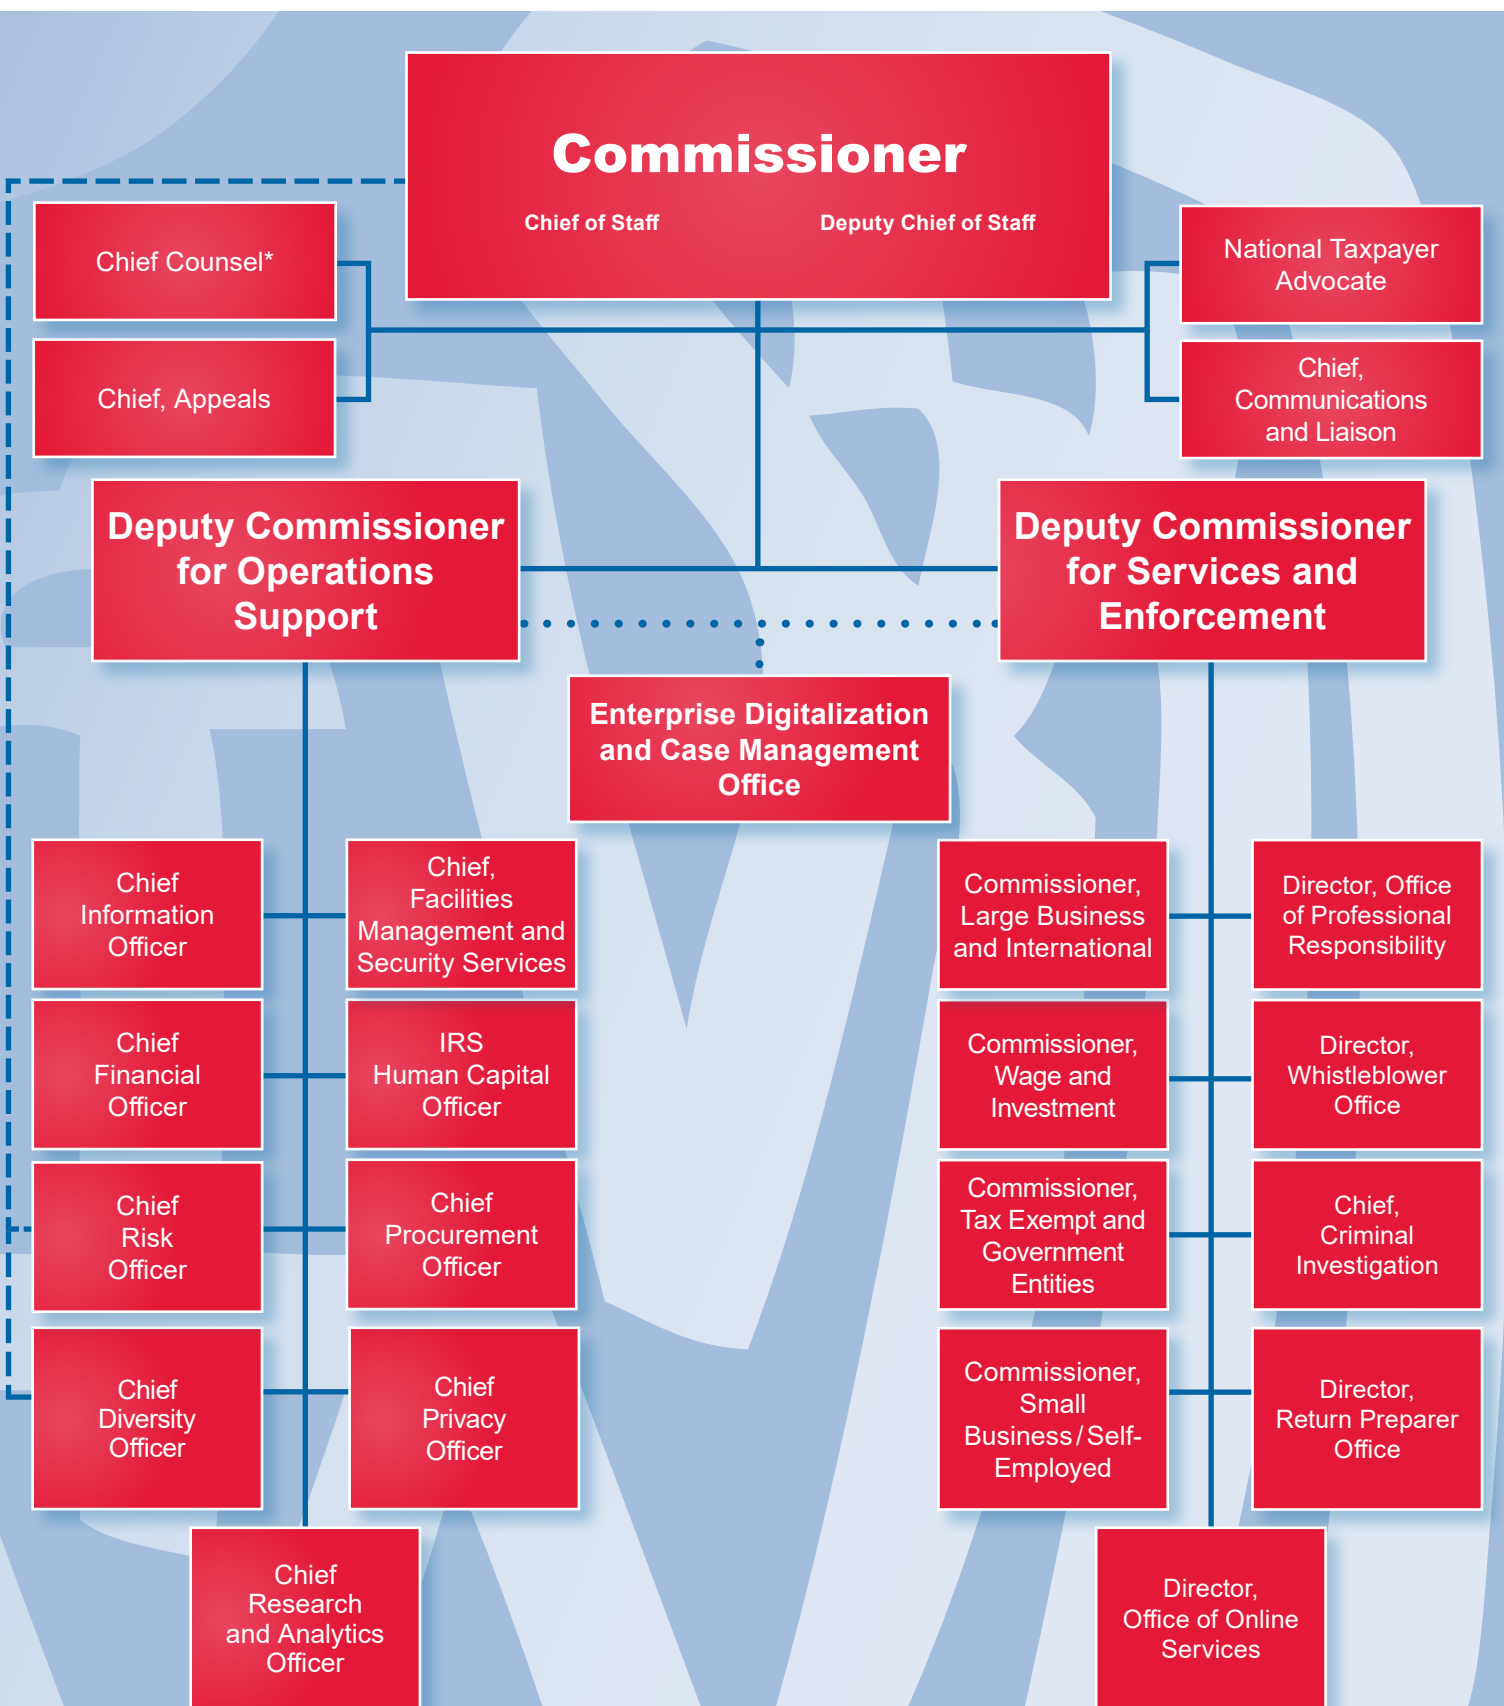 Commissioner
Chief of Staff
Deputy Chief of Staff
Chief Counsel*
National Taxpayer
Advocate
Chief, Appeals
Chief,
Communications
and Liaison
Deputy Commissioner
for Operations
Support
Deputy Commissioner
for Services and
Enforcement
Enterprise Digitalization
and Case Management
Office
Chief
Information
Officer
Chief,
Facilities
Management and
Security Services
Chief
Financial
Officer
IRS
Human Capital
Officer
Chief
Risk
Officer
Chief
Procurement
Officer
Chief
Diversity
Officer
Chief
Privacy
Officer
Chief
Research
and Analytics
Officer
Commissioner,
Large Business
and International
Director, Office
of Professional
Responsibility
Commissioner,
Wage and
Investment
Director,
Whistleblower
Office
Commissioner,
Tax Exempt and
Government
Entities
Chief,
Criminal
Investigation
Commissioner,
Small
Business/Self-
Employed
Director,
Return Preparer
Office
Director,
Office of Online
Services